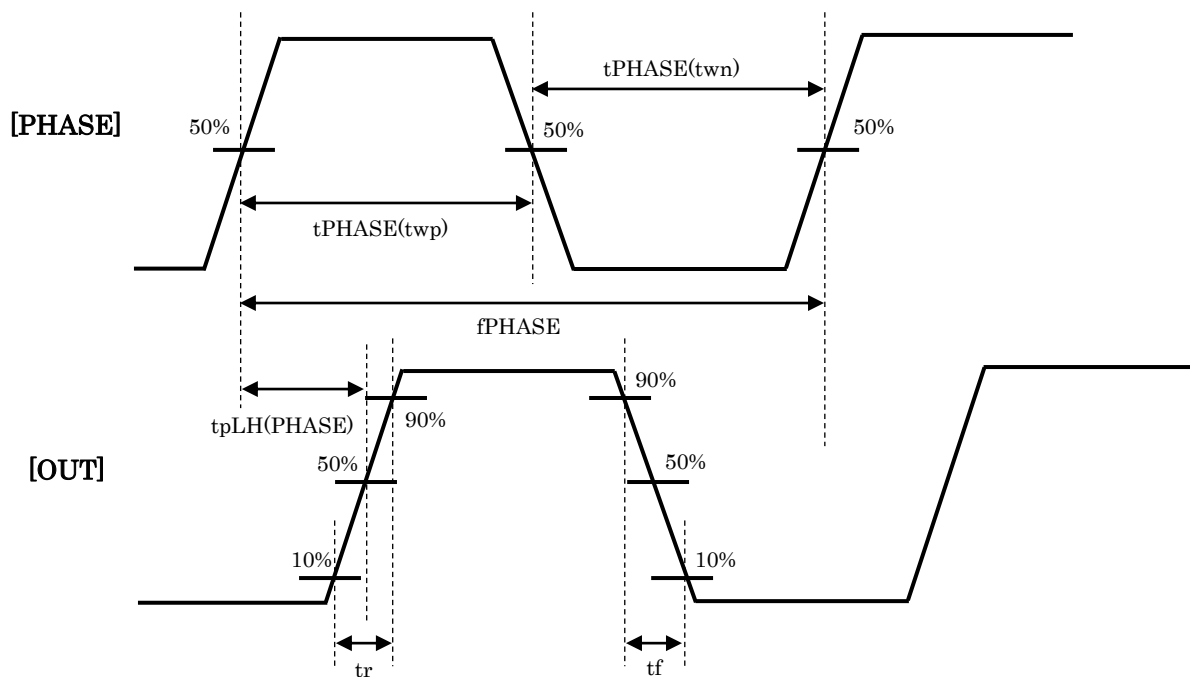 tPHASE(twn)
[PHASE]
50%
50%
50%
tPHASE(twp)
fPHASE
90%
90%
tpLH(PHASE)
[OUT]
50%
50%
10%
10%
tr
tf